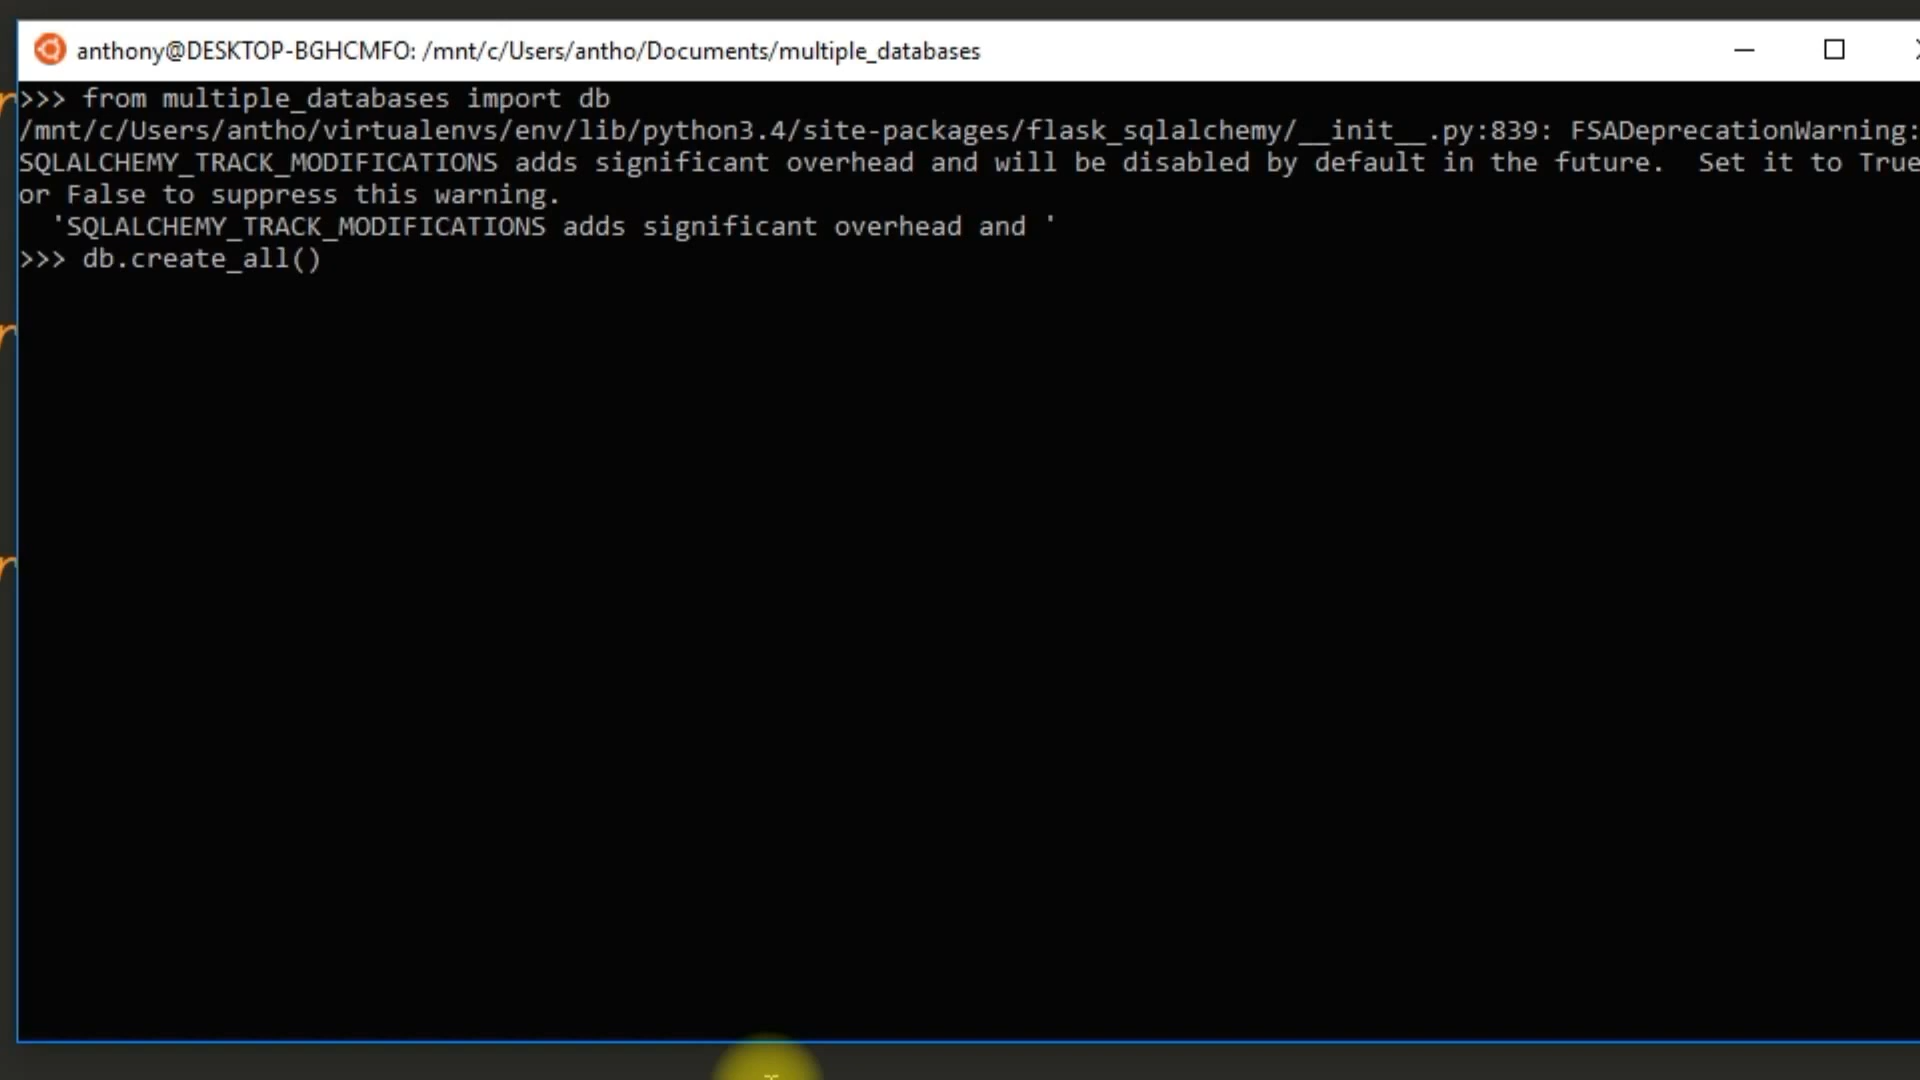 anthony@DESKTOP-BGHCMFO: /mnt/c/Users/antho/Documents/multiple_databases
>>> from multiple_databases import db
/mnt/c/Users/antho/virtualenvs/env/lib/python3.4/site-packages/flask_sqlalchemy/__init__.py:839: FSADeprecationWarning:
SQLALCHEMY_TRACK_MODIFICATIONS adds significant overhead and will be disabled by default in the future.  Set it to True
or False to suppress this warning.
  'SQLALCHEMY_TRACK_MODIFICATIONS adds significant overhead and '
>>> db.create_all()